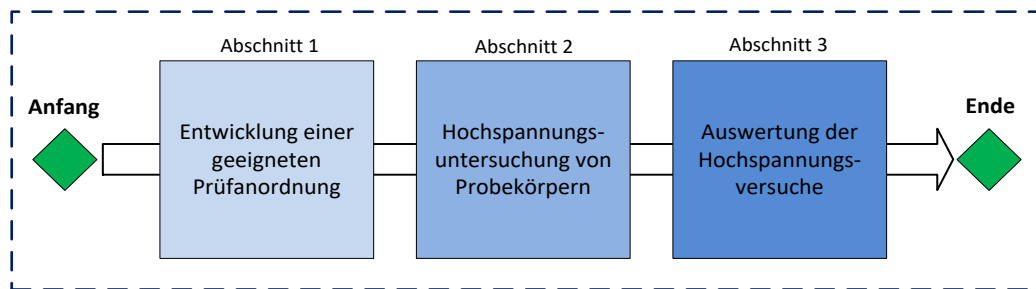 Abschnitt 1
Abschnitt 2
Abschnitt 3
Anfang
Ende
Entwicklung einer
geeigneten
Prüfanordnung
Hochspannungs-
untersuchung von
Probekörpern
Auswertung der
Hochspannungs-
versuche